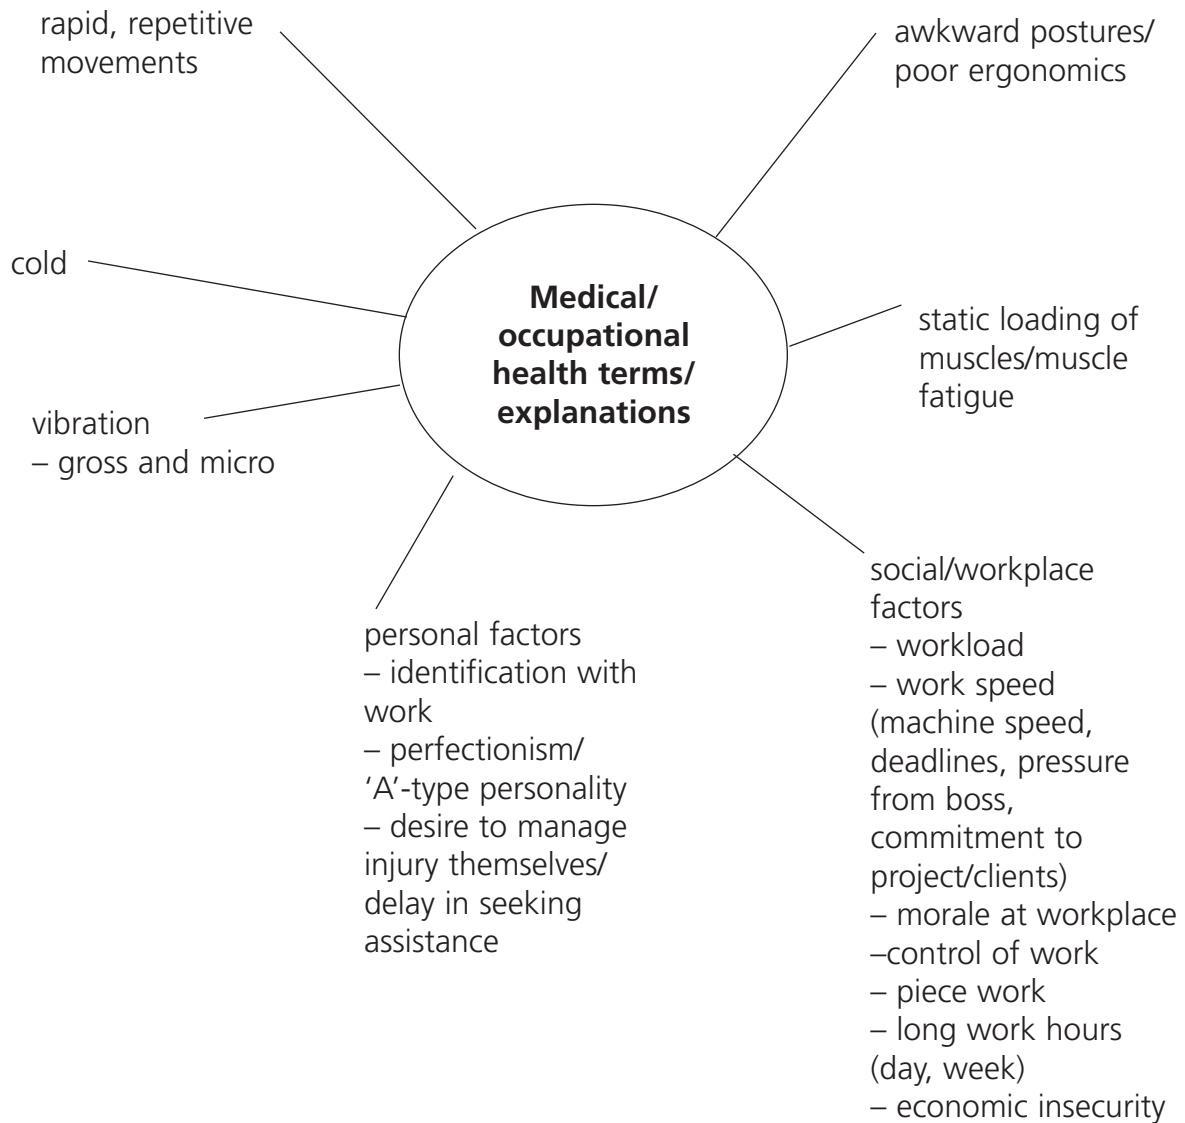 rapid, repetitive
movements
awkward postures/
poor ergonomics
cold
Medical/
occupational
health terms/
explanations
static loading of
muscles/muscle
fatigue
vibration
– gross and micro
personal factors
– identification with
work
– perfectionism/
‘A’-type personality
– desire to manage
injury themselves/
delay in seeking
assistance
social/workplace
factors
– workload
– work speed
(machine speed,
deadlines, pressure
from boss,
commitment to
project/clients)
– morale at workplace
–control of work
– piece work
– long work hours
(day, week)
– economic insecurity